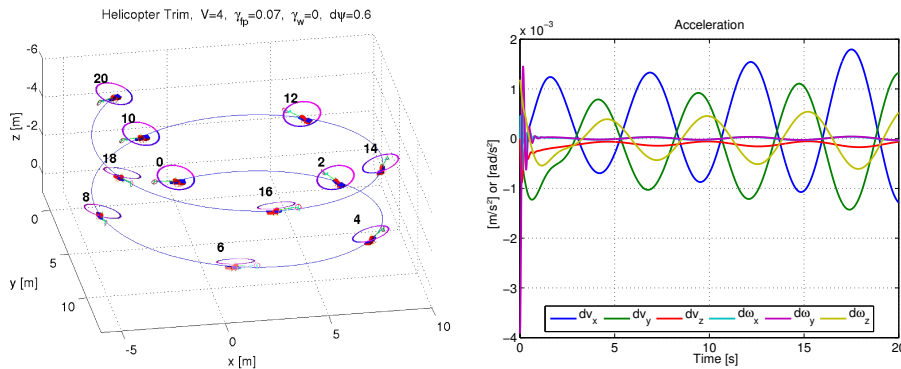 Helicopter Trim, V=4, γfp=0.07, γw=0, dψ=0.6
-6
-4
-2
0
z [m]
20
12
10
0
2
14
18
16
8
4
6
0
5
10
y [m]
-5
0
5
10
x [m]
Acceleration
x 10⁻³
2
1
0
−1
−2
−3
−4
[m/s²] or [rad/s²]
dvx dvy dvz dωx dωy dωz
0 5 10 15 20
Time [s]